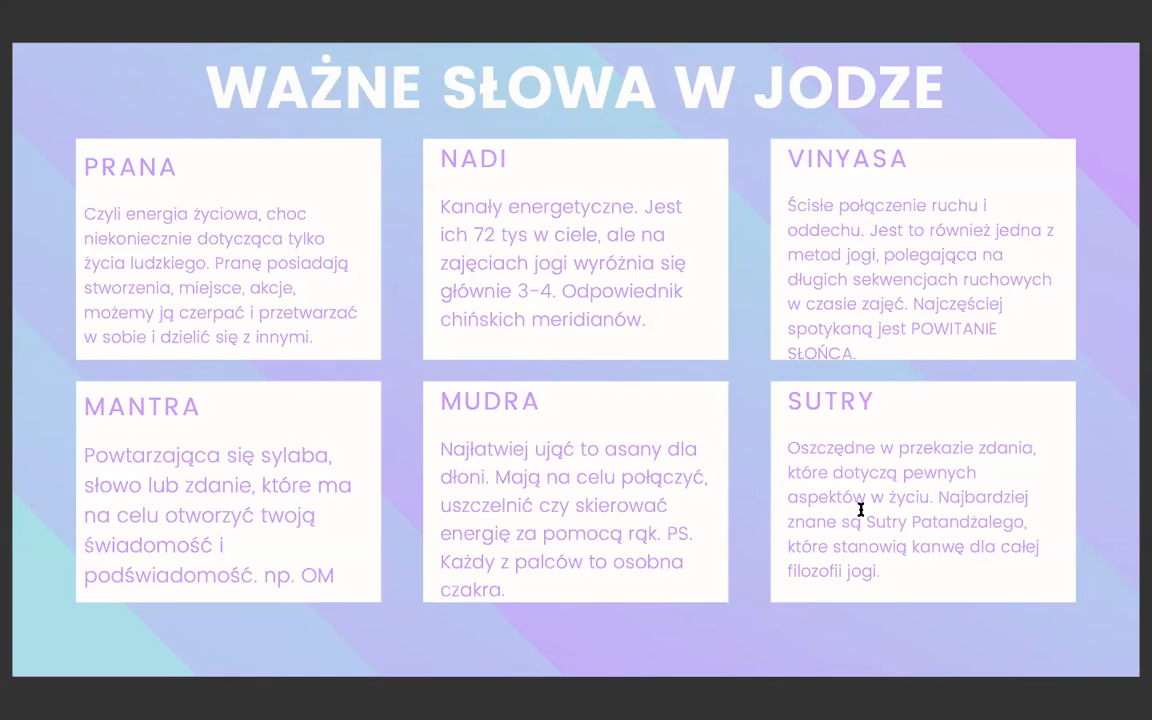 WAŻNE SŁOWA W JODZE
PRANA
Czyli energia życiowa, choc
niekoniecznie dotycząca tylko
życia ludzkiego. Pranę posiadają
stworzenia, miejsce, akcje,
możemy ją czerpać i przetwarzać
w sobie i dzielić się z innymi.
NADI
Kanały energetyczne. Jest
ich 72 tys w ciele, ale na
zajęciach jogi wyróżnia się
głównie 3-4. Odpowiednik
chińskich meridianów.
VINYASA
Ścisłe połączenie ruchu i
oddechu. Jest to również jedna z
metod jogi, polegająca na
długich sekwencjach ruchowych
w czasie zajęć. Najczęściej
spotykaną jest POWITANIE
SŁOŃCA.
MANTRA
Powtarzająca się sylaba,
słowo lub zdanie, które ma
na celu otworzyć twoją
świadomość i
podświadomość. np. OM
MUDRA
Najłatwiej ująć to asany dla
dłoni. Mają na celu połączyć,
uszczelnić czy skierować
energię za pomocą rąk. PS.
Każdy z palców to osobna
czakra.
SUTRY
Oszczędne w przekazie zdania,
które dotyczą pewnych
aspektów w życiu. Najbardziej
znane są Sutry Patandżalego,
które stanowią kanwę dla całej
filozofii jogi.